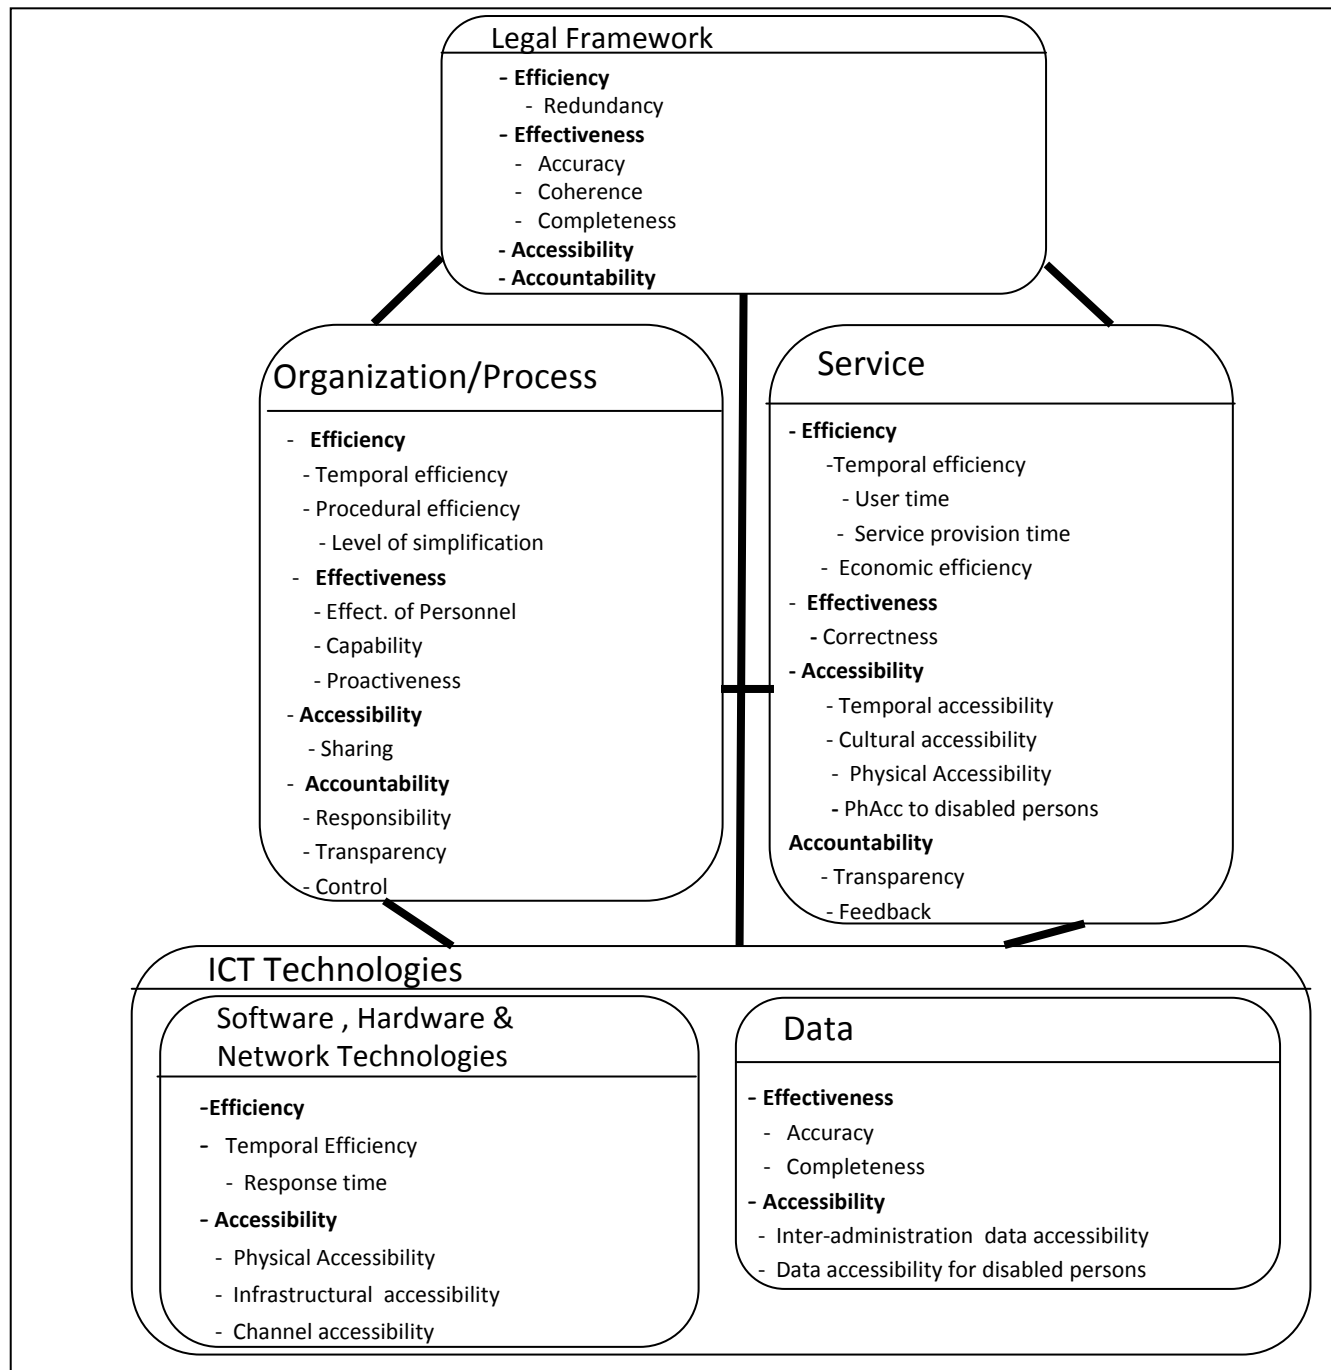 Legal Framework
- Efficiency
- Redundancy
- Effectiveness
- Accuracy
- Coherence
- Completeness
- Accessibility
- Accountability
Organization/Process
- Efficiency
- Temporal efficiency
- Procedural efficiency
- Level of simplification
- Effectiveness
- Effect. of Personnel
- Capability
- Proactiveness
- Accessibility
- Sharing
- Accountability
- Responsibility
- Transparency
- Control
Service
- Efficiency
-Temporal efficiency
- User time
- Service provision time
- Economic efficiency
- Effectiveness
- Correctness
- Accessibility
- Temporal accessibility
- Cultural accessibility
- Physical Accessibility
- PhAcc to disabled persons
Accountability
- Transparency
- Feedback
ICT Technologies
Software , Hardware &
Network Technologies
-Efficiency
- Temporal Efficiency
- Response time
- Accessibility
- Physical Accessibility
- Infrastructural accessibility
- Channel accessibility
Data
- Effectiveness
- Accuracy
- Completeness
- Accessibility
- Inter-administration data accessibility
- Data accessibility for disabled persons